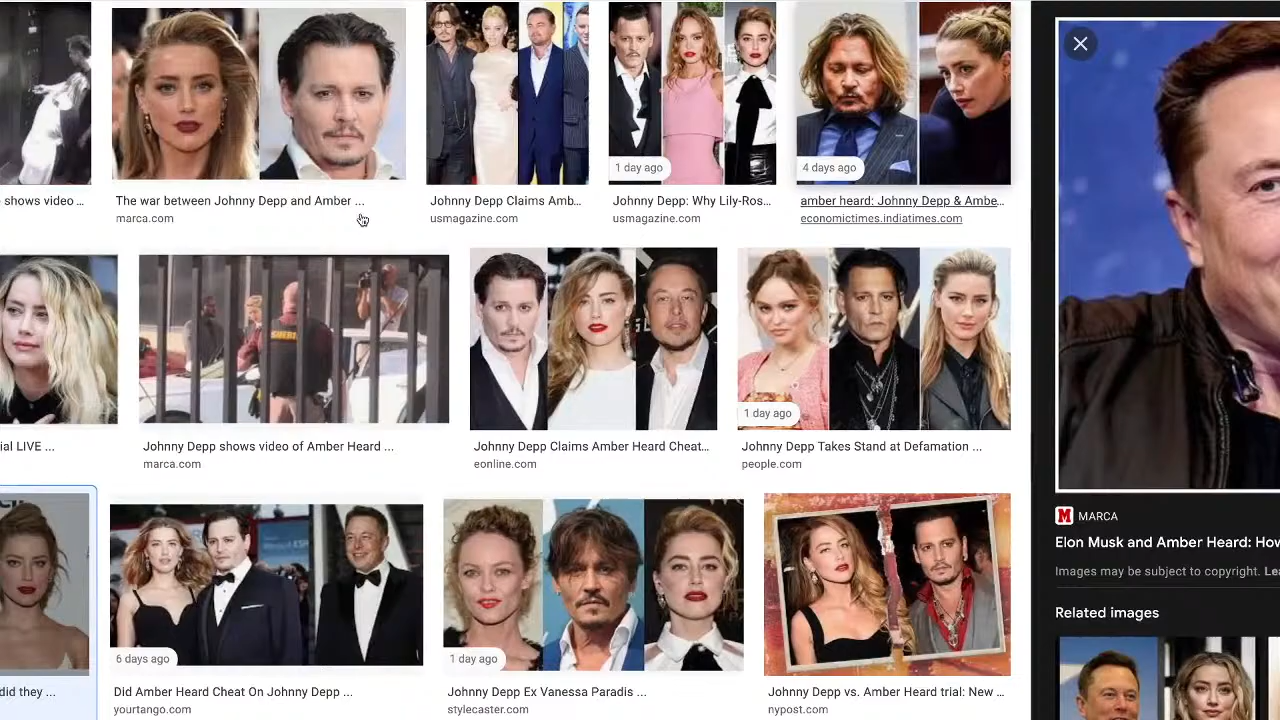 shows video ...
The war between Johnny Depp and Amber ...
marca.com
Johnny Depp Claims Amb...
usmagazine.com
1 day ago
Johnny Depp: Why Lily-Ros...
usmagazine.com
4 days ago
amber heard: Johnny Depp & Ambe...
economictimes.indiatimes.com
ial LIVE ...
SHERIFF
Johnny Depp shows video of Amber Heard ...
marca.com
Johnny Depp Claims Amber Heard Cheat...
eonline.com
1 day ago
Johnny Depp Takes Stand at Defamation ...
people.com
did they ...
6 days ago
Did Amber Heard Cheat On Johnny Depp ...
yourtango.com
1 day ago
Johnny Depp Ex Vanessa Paradis ...
stylecaster.com
Johnny Depp vs. Amber Heard trial: New ...
nypost.com
M MARCA
Elon Musk and Amber Heard: Hov
Images may be subject to copyright. Lea
Related images